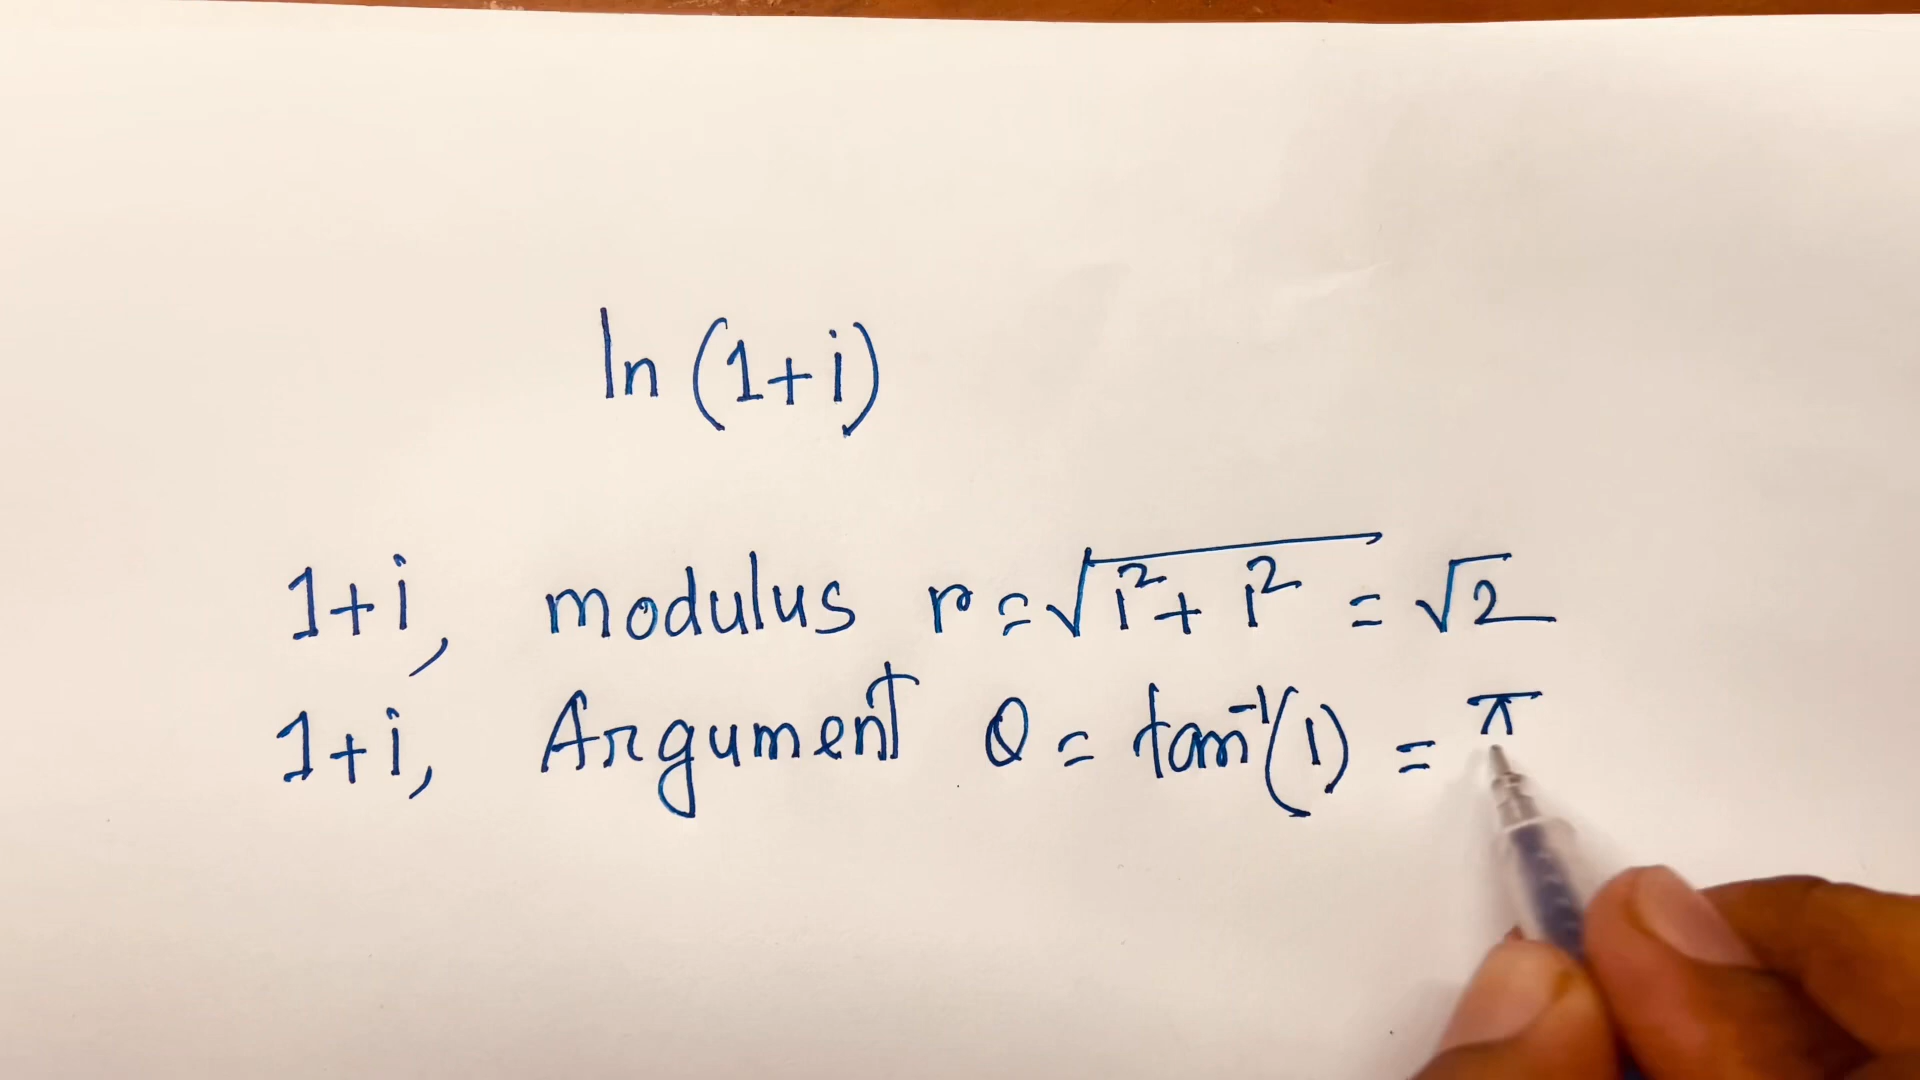 ln (1+i)
1+i, modulus r = √1²+ 1² = √2
1+i, Argument θ = tan⁻¹(1) = π